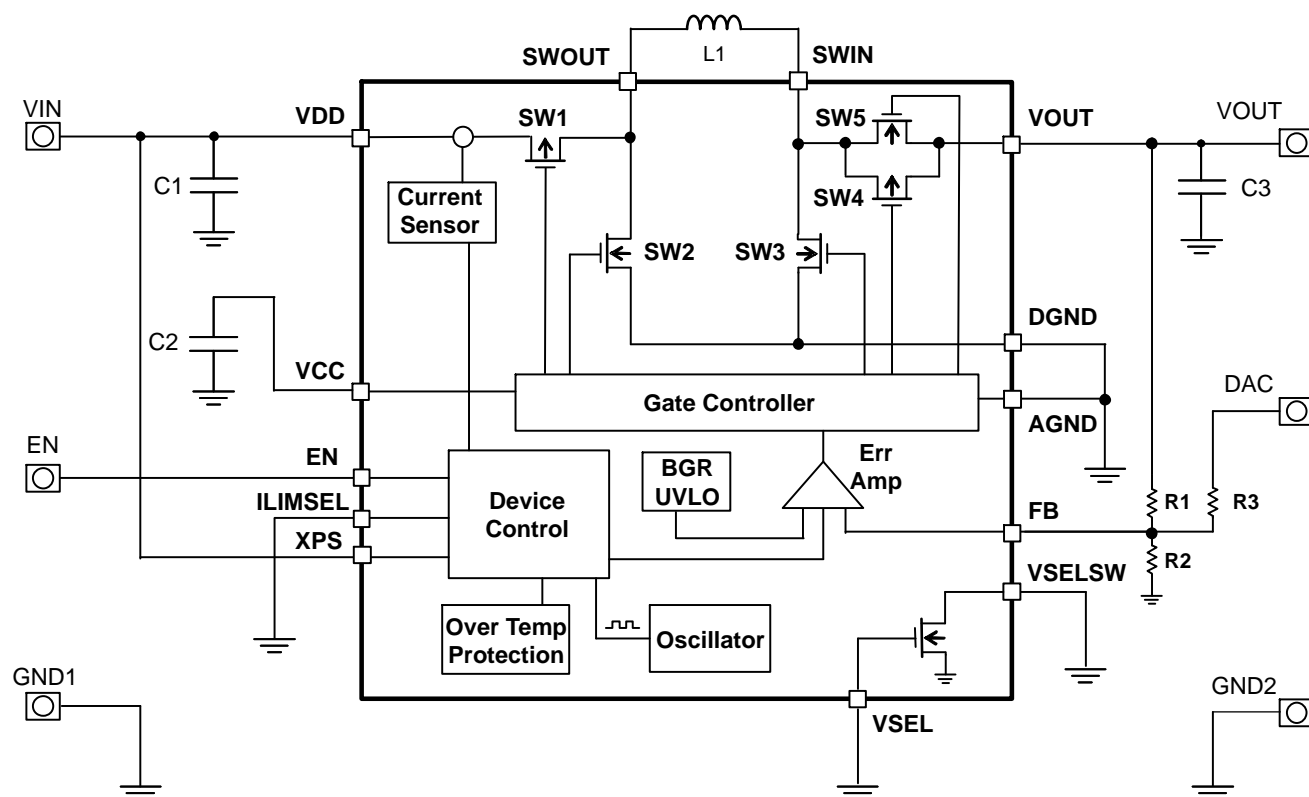 SWOUT
L1
SWIN
VIN
VDD
SW1
SW5
VOUT
VOUT
C1
Current
Sensor
SW4
C3
SW2
SW3
C2
DGND
VCC
Gate Controller
DAC
AGND
EN
EN
BGR
UVLO
Err
Amp
ILIMSEL
Device
Control
FB
R1
R3
XPS
R2
VSELSW
Over Temp
Protection
Oscillator
GND1
VSEL
GND2